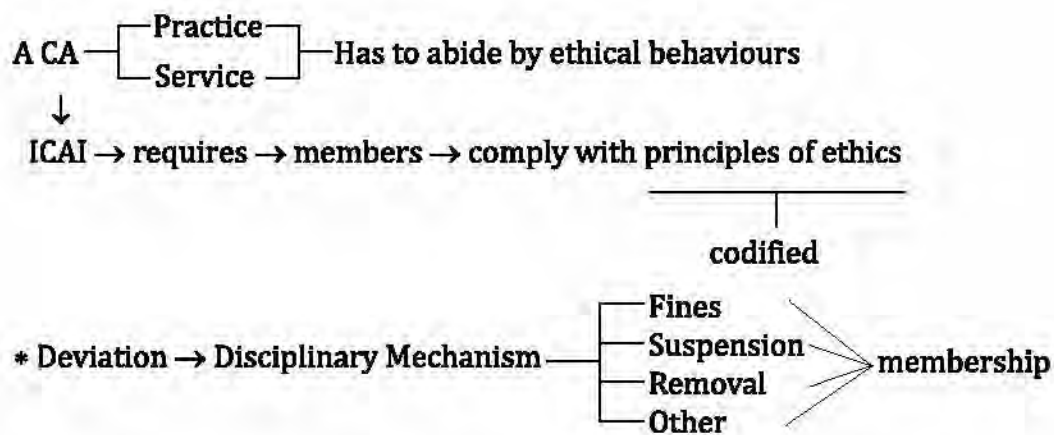 Practice
A CA Has to abide by ethical behaviours
Service
↓
ICAI → requires → members → comply with principles of ethics
codified
Fines
Suspension
* Deviation → Disciplinary Mechanism membership
Removal
Other